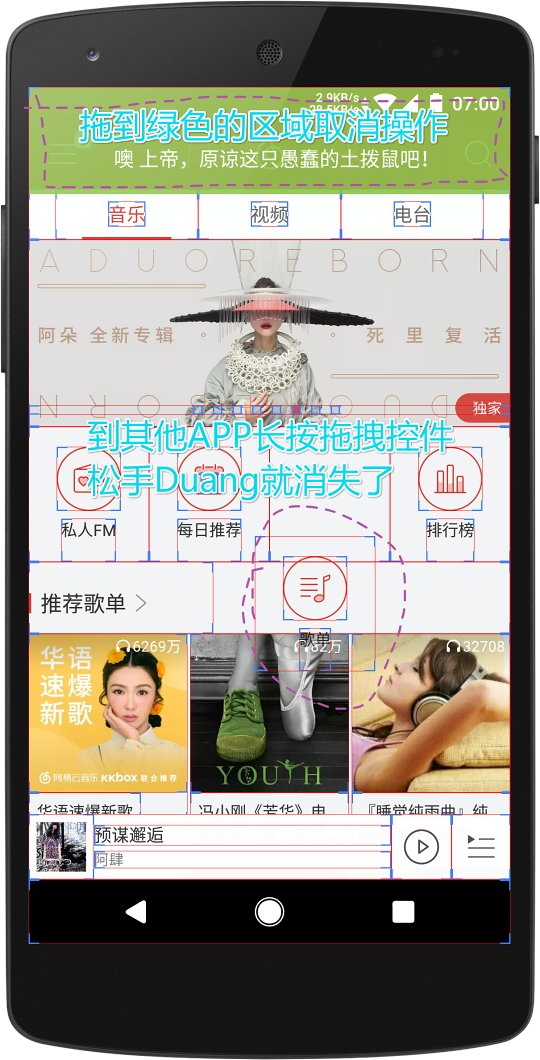 2.9KB/s
28.5KB/s
07:00
拖到绿色的区域取消操作
噢 上帝，原谅这只愚蠢的土拨鼠吧！
音乐
视频
电台
ADUOREBORN
阿朵 全新专辑
死里复活
独家
到其他APP长按拖拽控件
松手Duang就消失了
私人FM
每日推荐
排行榜
推荐歌单
歌单
6269万
32708
华语
速爆
新歌
网易云音乐 KKBOX 联合推荐
YOUTH
华语速爆新歌
冯小刚《芳华》电
『睡觉纯雨曲』纯
预谋邂逅
阿肆